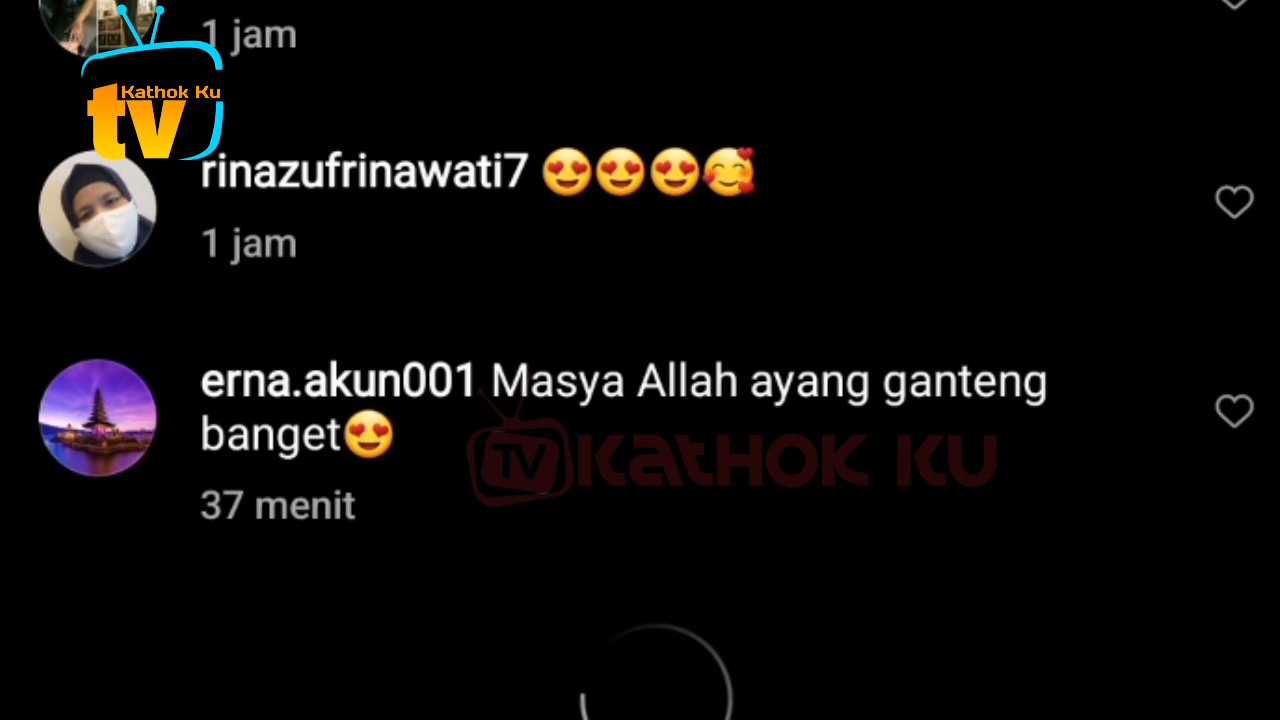 1 jam
Kathok Ku
tv
rinazufrinawati7 😍😍😍🥰
1 jam
erna.akun001 Masya Allah ayang ganteng
banget😍
TV KATHOK KU
37 menit